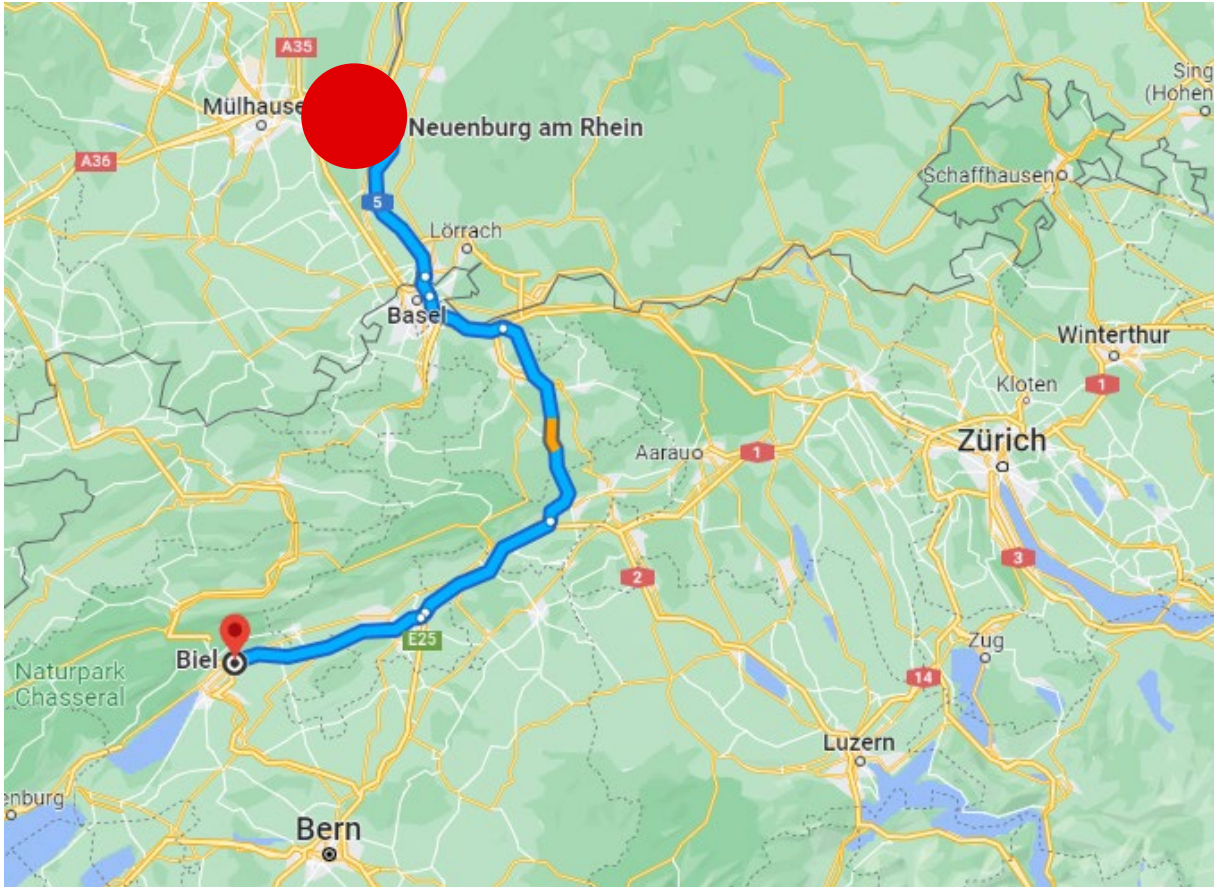 A35
Sing
(Hohen
Mülhause
Neuenburg am Rhein
A36
Schaffhausen
5
Lörrach
Basel
Winterthur
Kloten
1
Zürich
Aarau
1
3
2
E25
Biel
Naturpark
Chasseral
Zug
14
Luzern
enburg
Bern